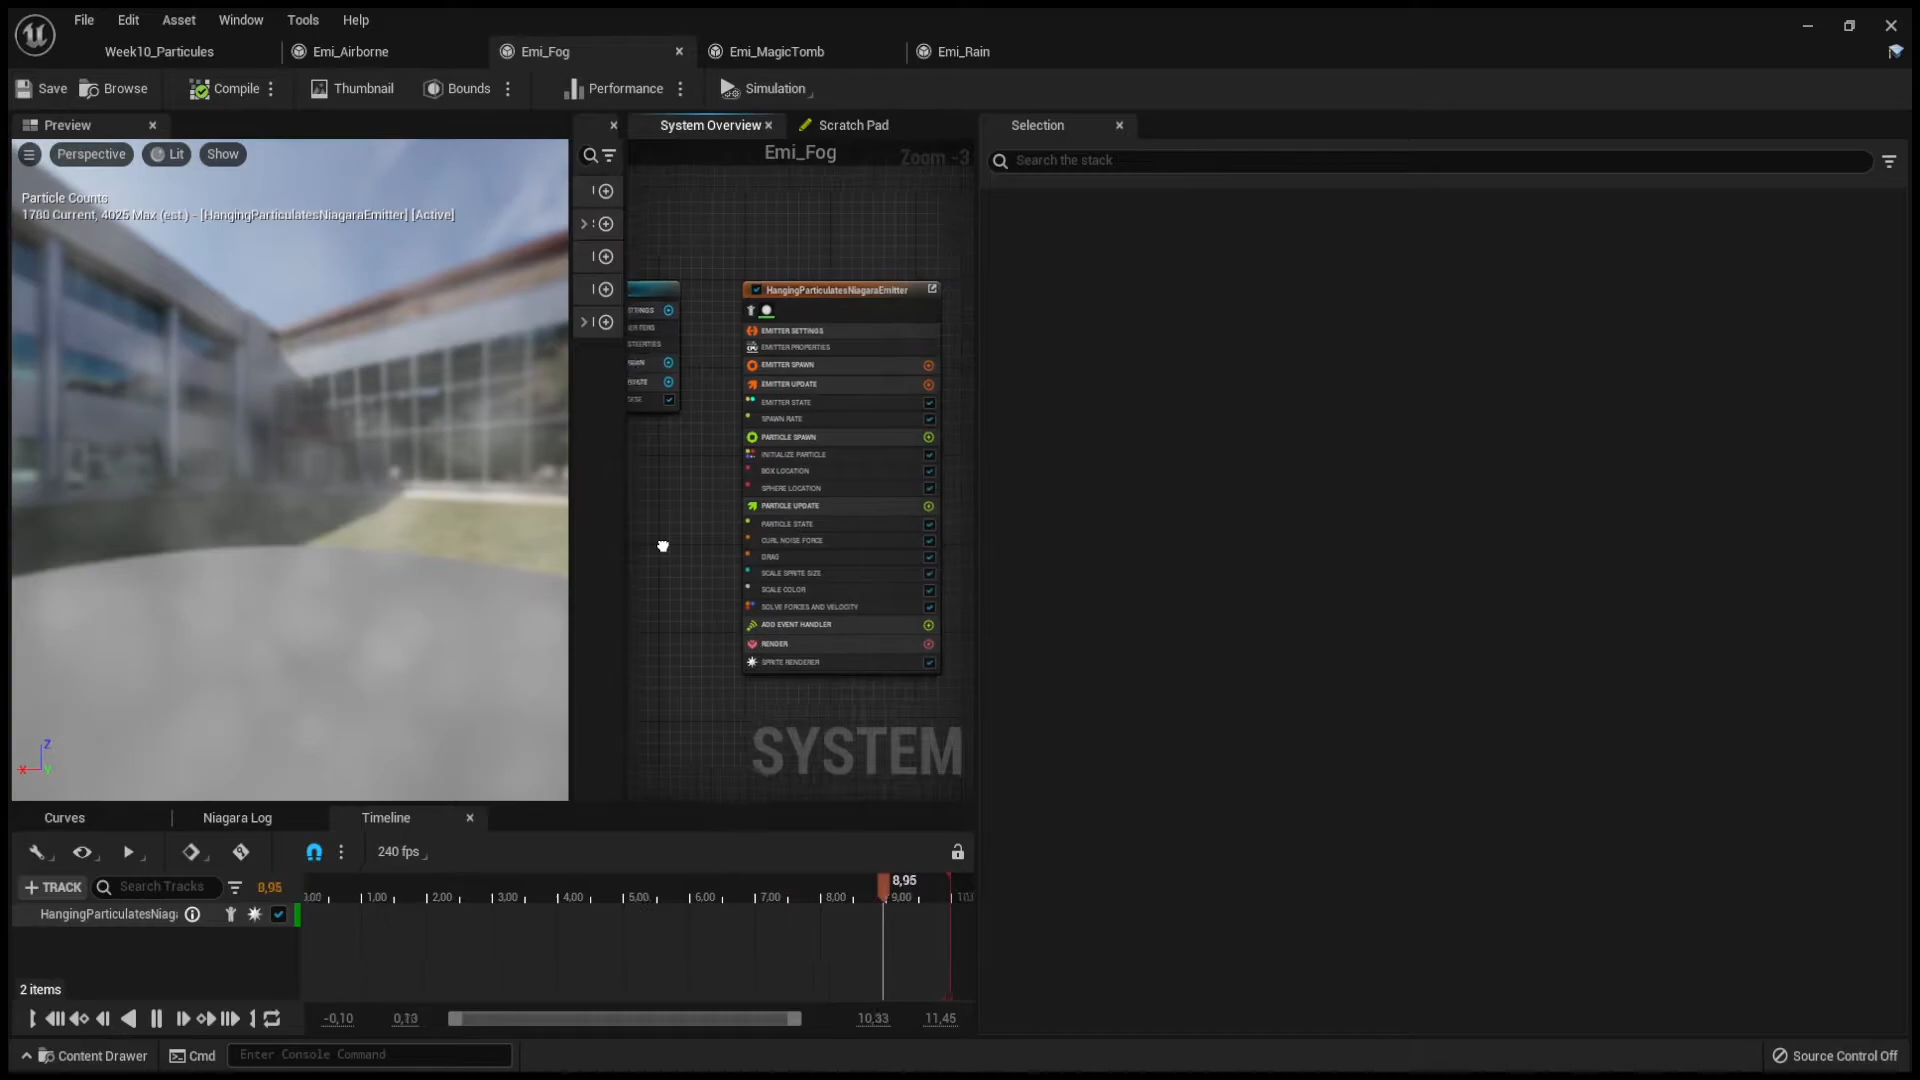 File Edit Asset Window Tools Help
Week10_Particules Emi_Airborne Emi_Fog Emi_MagicTomb Emi_Rain
Save Browse Compile Thumbnail Bounds Performance Simulation
Preview System Overview Scratch Pad Selection
Perspective Lit Show
Emi_Fog Zoom -3
Search the stack
Particle Counts
1780 Current, 4025 Max (est.) - [HangingParticulatesNiagaraEmitter] [Active]
HangingParticulatesNiagaraEmitter
EMITTER SETTINGS
EMITTER PROPERTIES
EMITTER SPAWN
EMITTER UPDATE
EMITTER STATE
SPAWN RATE
PARTICLE SPAWN
INITIALIZE PARTICLE
BOX LOCATION
SPHERE LOCATION
PARTICLE UPDATE
PARTICLE STATE
CURL NOISE FORCE
DRAG
SCALE SPRITE SIZE
SCALE COLOR
SOLVE FORCES AND VELOCITY
ADD EVENT HANDLER
RENDER
SPRITE RENDERER
SYSTEM
Z
X Y
Curves Niagara Log Timeline
240 fps
+ TRACK Search Tracks 8,95
8,95
1,00 2,00 3,00 4,00 5,00 6,00 7,00 8,00 9,00
HangingParticulatesNiag
2 items
-0,10 0,13 10,33 11,45
Content Drawer Cmd Enter Console Command Source Control Off